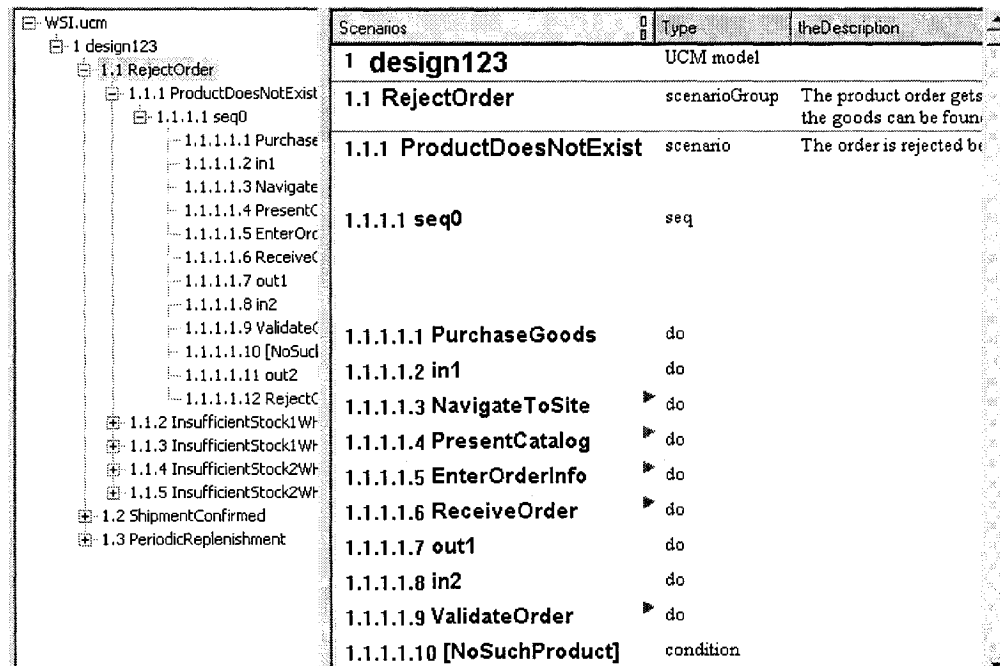 WSI.ucm
1 design123
1.1 RejectOrder
1.1.1 ProductDoesNotExist
1.1.1.1 seq0
1.1.1.1.1 Purchase
1.1.1.1.2 in1
1.1.1.1.3 Navigate
1.1.1.1.4 PresentC
1.1.1.1.5 EnterOrd
1.1.1.1.6 Receive
1.1.1.1.7 out1
1.1.1.1.8 in2
1.1.1.1.9 Validate
1.1.1.1.10 [NoSucl
1.1.1.1.11 out2
1.1.1.1.12 Reject
1.1.2 InsufficientStock1W
1.1.3 InsufficientStock1W
1.1.4 InsufficientStock2W
1.1.5 InsufficientStock2W
1.2 ShipmentConfirmed
1.3 PeriodicReplenishment
Scenarios Type theDescription
1 design123 UCM model
1.1 RejectOrder scenarioGroup The product order gets
the goods can be foun
1.1.1 ProductDoesNotExist scenario The order is rejected be
1.1.1.1 seq0 seq
1.1.1.1.1 PurchaseGoods do
1.1.1.1.2 in1 do
1.1.1.1.3 NavigateToSite do
1.1.1.1.4 PresentCatalog do
1.1.1.1.5 EnterOrderInfo do
1.1.1.1.6 ReceiveOrder do
1.1.1.1.7 out1 do
1.1.1.1.8 in2 do
1.1.1.1.9 ValidateOrder do
1.1.1.1.10 [NoSuchProduct] condition